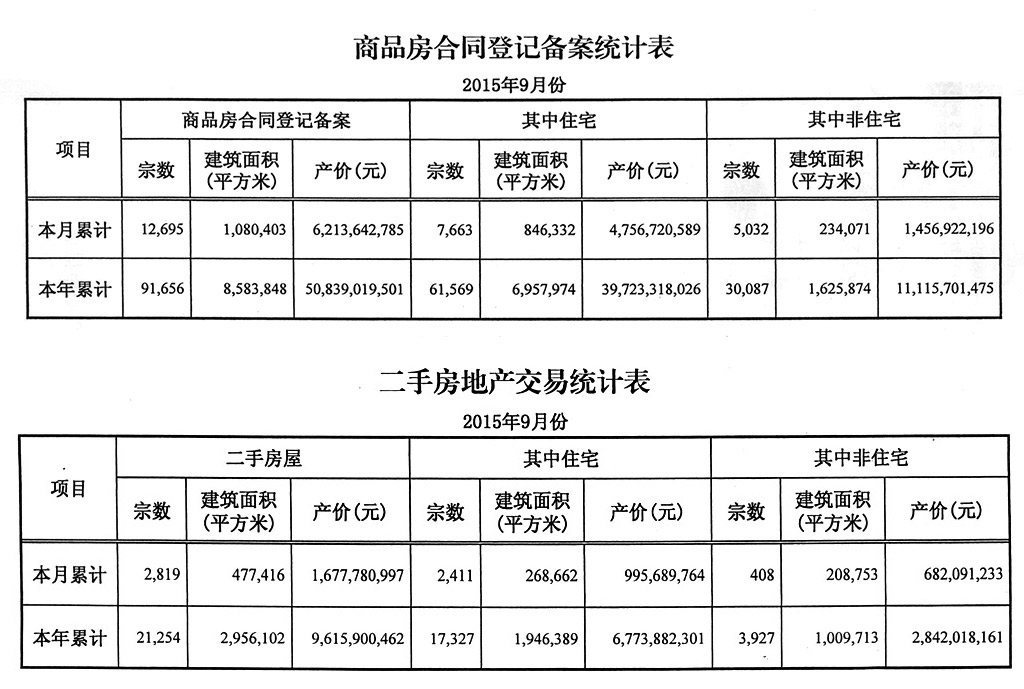 商品房合同登记备案统计表
2015年9月份
项目 商品房合同登记备案 其中住宅 其中非住宅
宗数 建筑面积(平方米) 产价(元) 宗数 建筑面积(平方米) 产价(元) 宗数 建筑面积(平方米) 产价(元)
本月累计 12,695 1,080,403 6,213,642,785 7,663 846,332 4,756,720,589 5,032 234,071 1,456,922,196
本年累计 91,656 8,583,848 50,839,019,501 61,569 6,957,974 39,723,318,026 30,087 1,625,874 11,115,701,475
二手房地产交易统计表
2015年9月份
项目 二手房屋 其中住宅 其中非住宅
宗数 建筑面积(平方米) 产价(元) 宗数 建筑面积(平方米) 产价(元) 宗数 建筑面积(平方米) 产价(元)
本月累计 2,819 477,416 1,677,780,997 2,411 268,662 995,689,764 408 208,753 682,091,233
本年累计 21,254 2,956,102 9,615,900,462 17,327 1,946,389 6,773,882,301 3,927 1,009,713 2,842,018,161